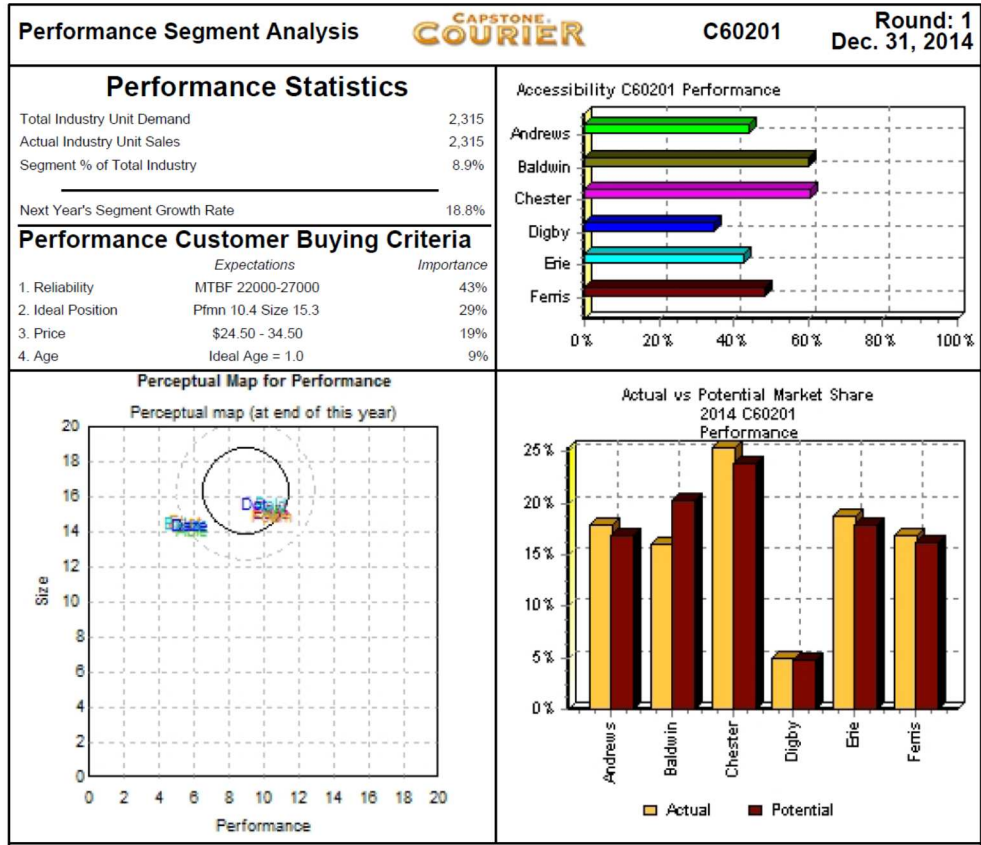 Performance Segment Analysis
CAPSTONE
COURIER
C60201
Round: 1
Dec. 31, 2014
Performance Statistics
Total Industry Unit Demand 2,315
Actual Industry Unit Sales 2,315
Segment % of Total Industry 8.9%
Next Year's Segment Growth Rate 18.8%
Performance Customer Buying Criteria
Expectations Importance
1. Reliability MTBF 22000-27000 43%
2. Ideal Position Pfmn 10.4 Size 15.3 29%
3. Price $24.50 - 34.50 19%
4. Age Ideal Age = 1.0 9%
Accessibility C60201 Performance
Andrews
Baldwin
Chester
Digby
Erie
Ferris
0% 20% 40% 60% 80% 100%
Perceptual Map for Performance
Perceptual map (at end of this year)
20
18
16
14
12
10
8
6
4
2
0
Size
0 2 4 6 8 10 12 14 16 18 20
Performance
Daze
Able
Actual vs Potential Market Share
2014 C60201
Performance
25%
20%
15%
10%
5%
0%
Andrews
Baldwin
Chester
Digby
Erie
Ferris
Actual Potential